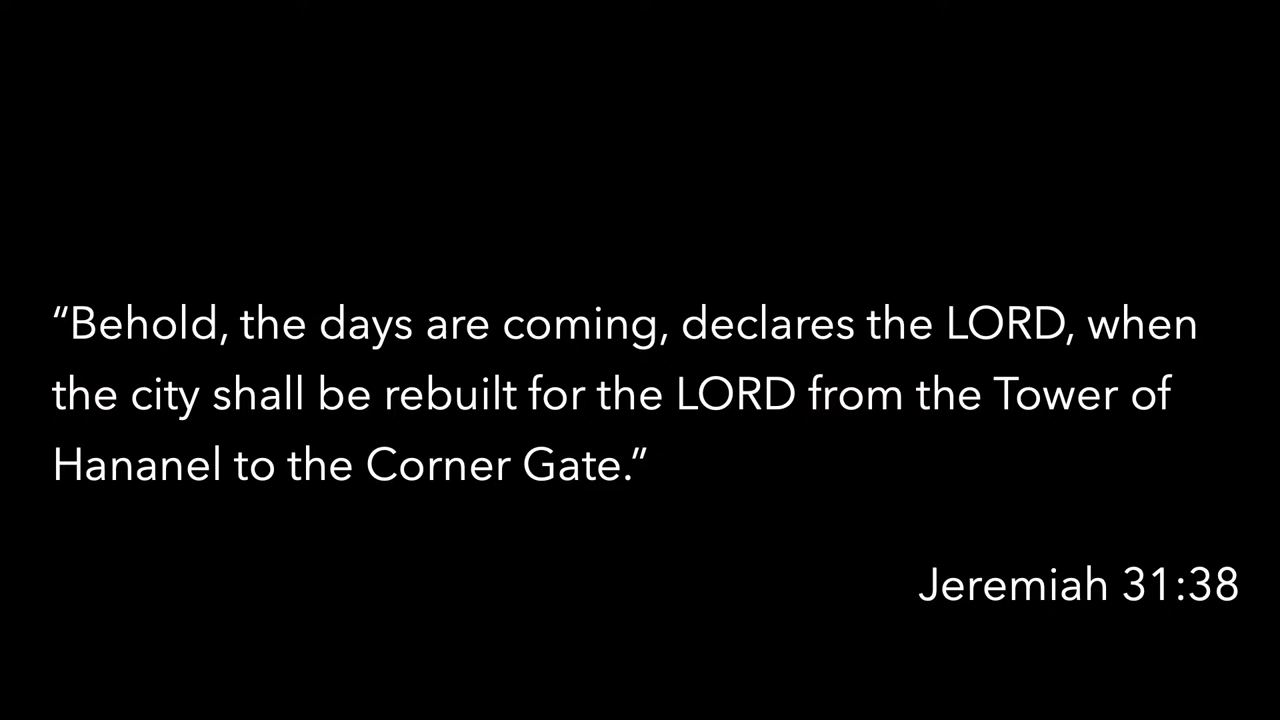 “Behold, the days are coming, declares the LORD, when
the city shall be rebuilt for the LORD from the Tower of
Hananel to the Corner Gate.”
Jeremiah 31:38